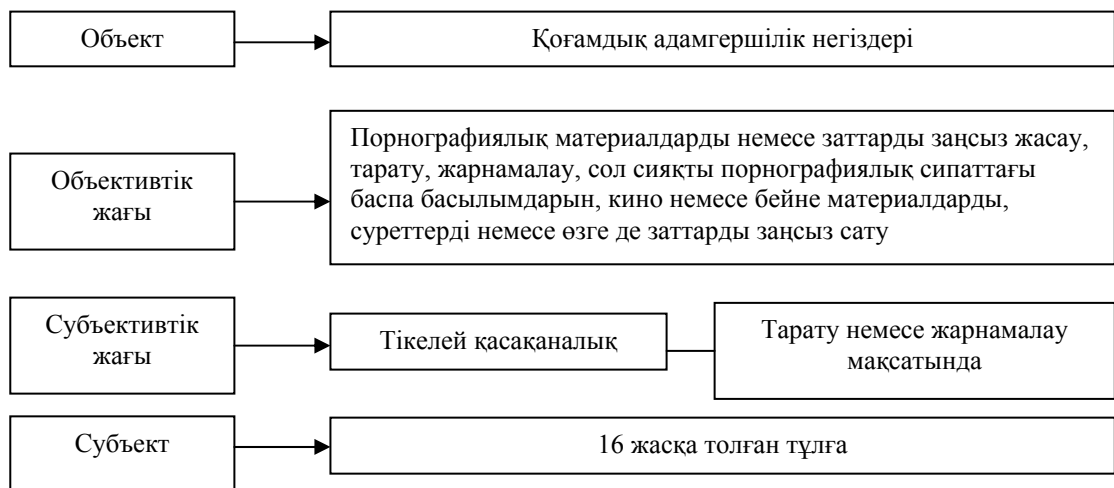 Объект
Қоғамдық адамгершілік негіздері
Объективтік
жағы
Порнографиялық материалдарды немесе заттарды заңсыз жасау,
тарату, жарнамалау, сол сияқты порнографиялық сипаттағы
баспа басылымдарын, кино немесе бейне материалдарды,
суреттерді немесе өзге де заттарды заңсыз сату
Субъективтік
жағы
Тікелей қасақаналық
Тарату немесе жарнамалау
мақсатында
Субъект
16 жасқа толған тұлға